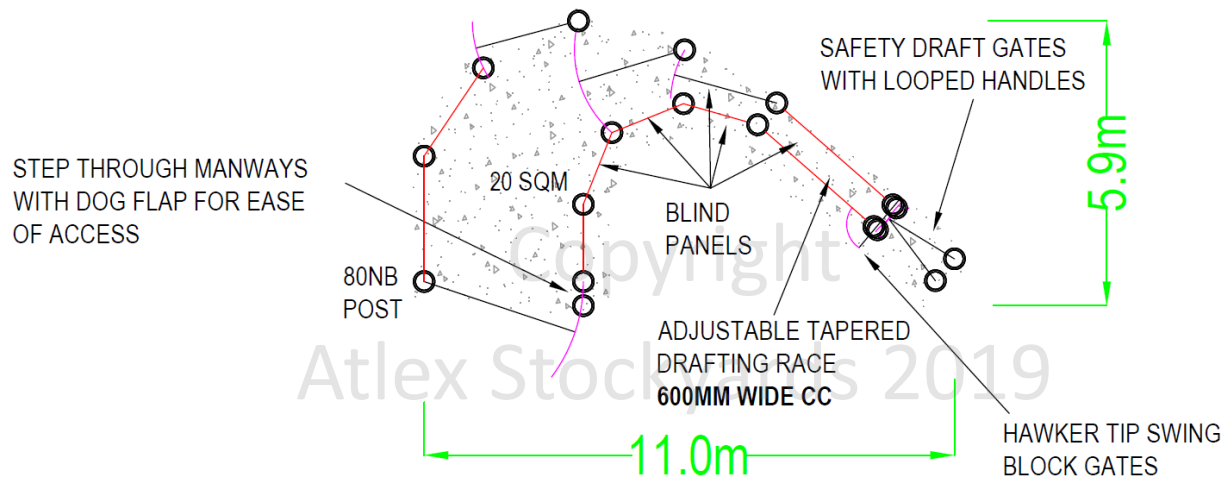 SAFETY DRAFT GATES
WITH LOOPED HANDLES
5.9m
STEP THROUGH MANWAYS
WITH DOG FLAP FOR EASE
OF ACCESS
20 SQM
BLIND
PANELS
80NB
POST
Copyright
ADJUSTABLE TAPERED
DRAFTING RACE
600MM WIDE CC
Atlex Stockyards 2019
HAWKER TIP SWING
BLOCK GATES
11.0m